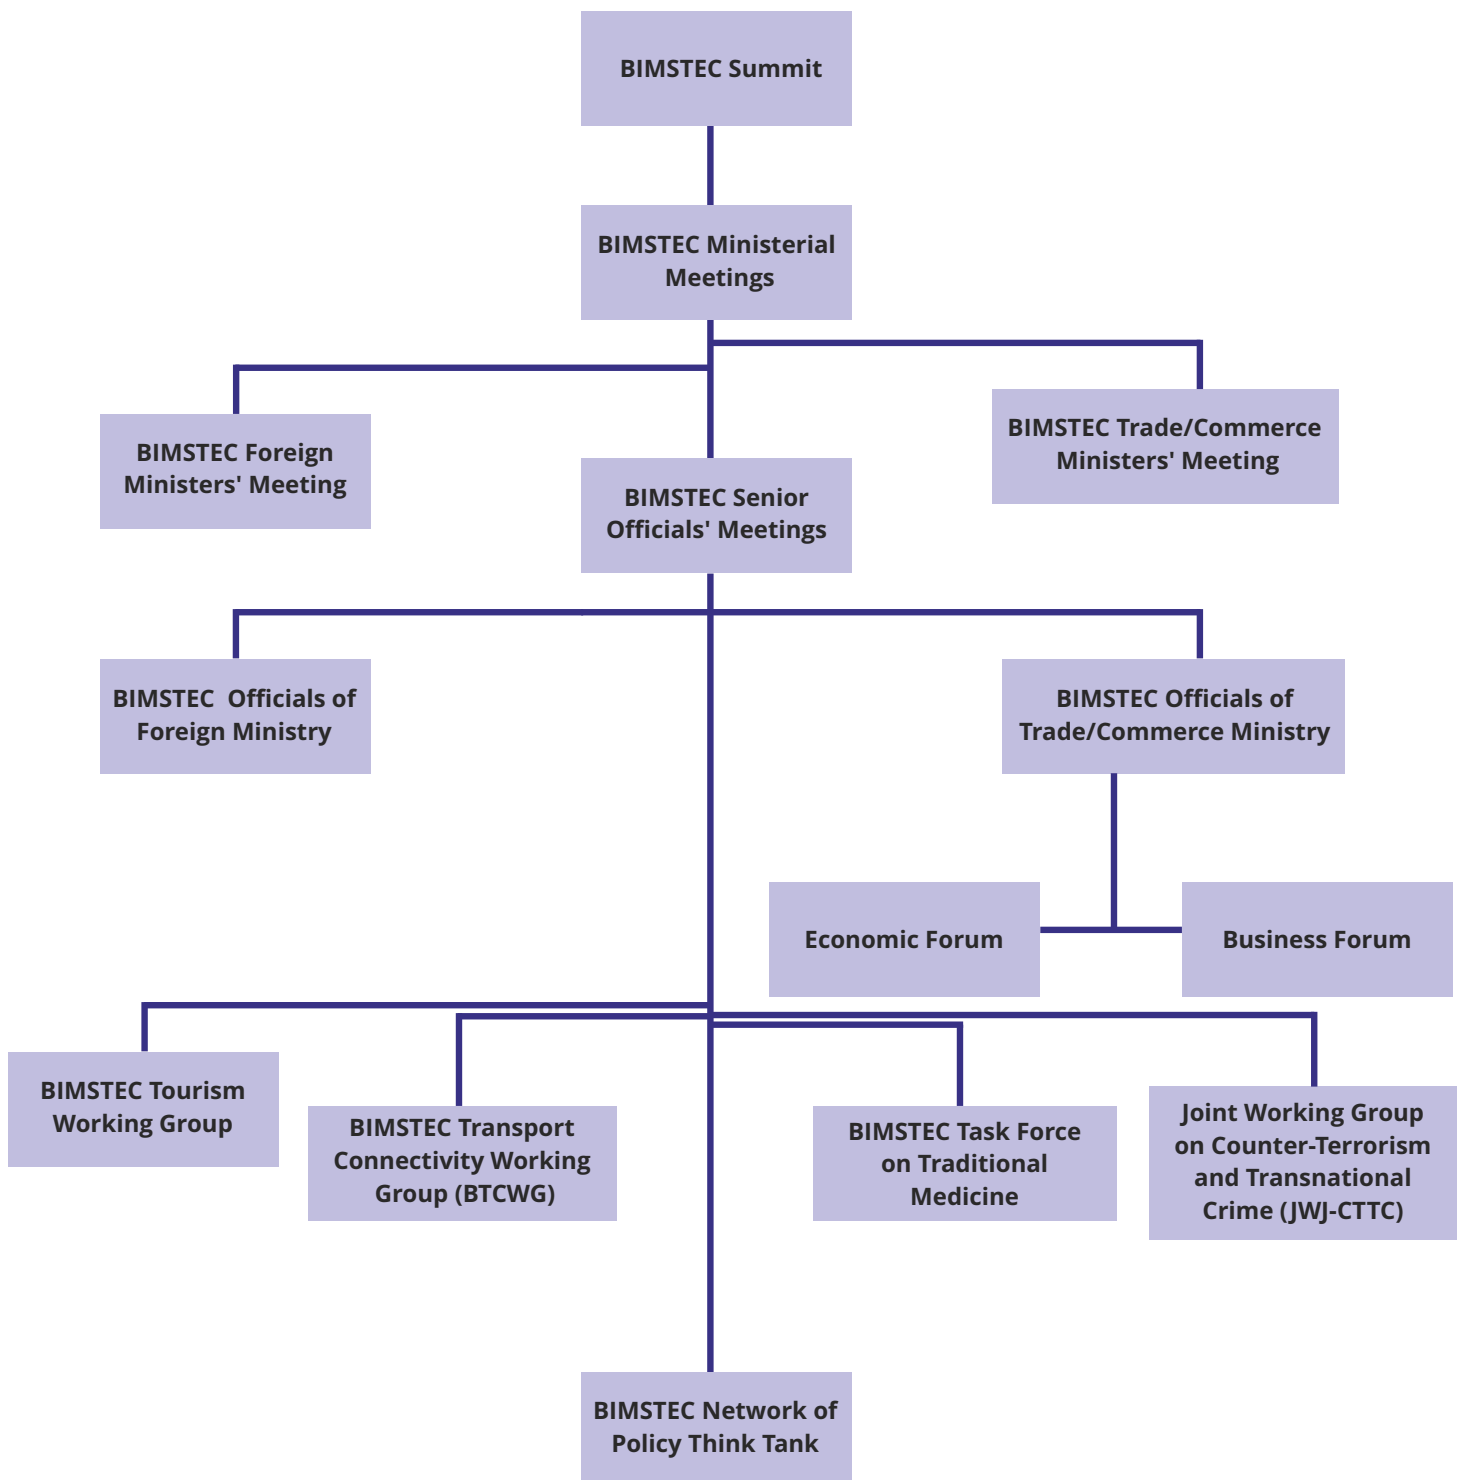 BIMSTEC Summit
BIMSTEC Ministerial
Meetings
BIMSTEC Foreign
Ministers' Meeting
BIMSTEC Trade/Commerce
Ministers' Meeting
BIMSTEC Senior
Officials' Meetings
BIMSTEC Officials of
Foreign Ministry
BIMSTEC Officials of
Trade/Commerce Ministry
Economic Forum
Business Forum
BIMSTEC Tourism
Working Group
BIMSTEC Transport
Connectivity Working
Group (BTCWG)
BIMSTEC Task Force
on Traditional
Medicine
Joint Working Group
on Counter-Terrorism
and Transnational
Crime (JWJ-CTTC)
BIMSTEC Network of
Policy Think Tank